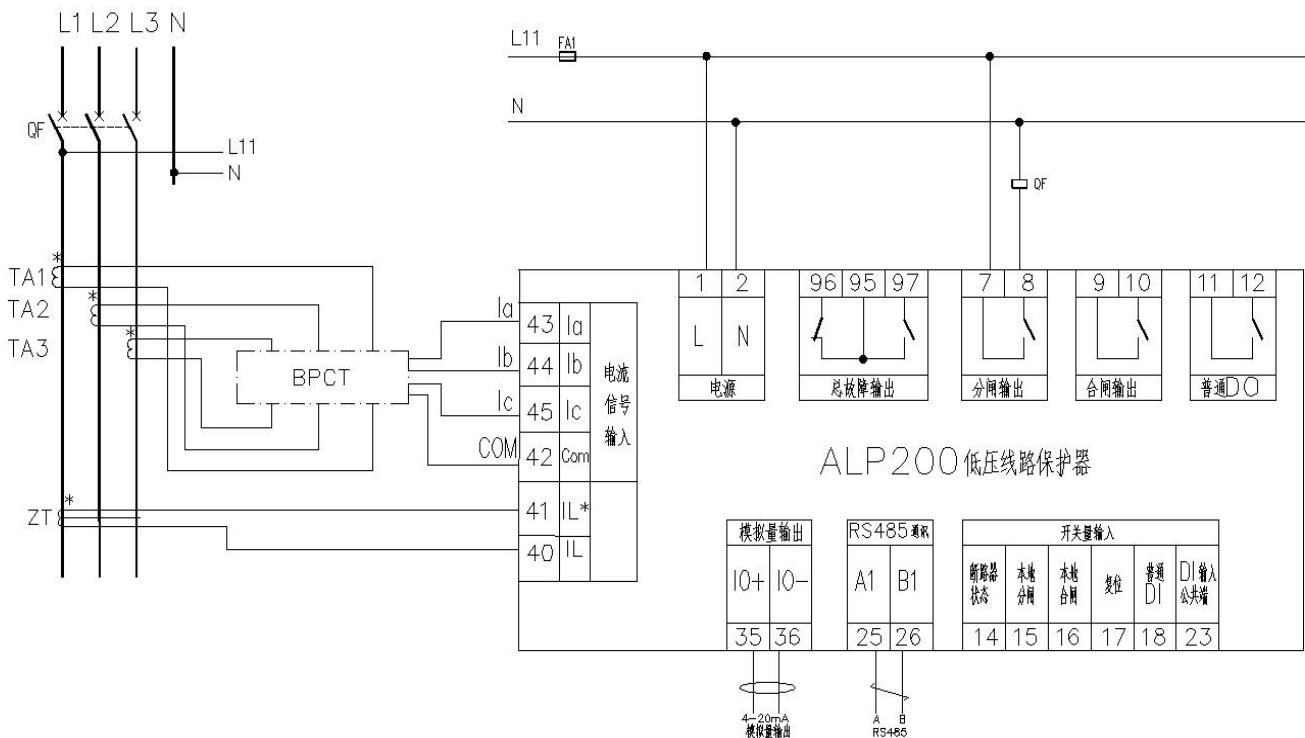 L1 L2 L3 N
L11 FA1
N
QF
L11
N
QF
TA1
TA2
TA3
BPCT
ZT
Ia
Ib
Ic
COM
43 Ia
44 Ib
45 Ic
42 Com
41 IL*
40 IL
电流
信号
输入
1 2
L N
电源
96 95 97
总故障输出
7 8
分闸输出
9 10
合闸输出
11 12
普通DO
ALP200低压线路保护器
模拟量输出
IO+ IO-
35 36
4-20mA
模拟量输出
RS485通讯
A1 B1
25 26
A B
RS485
开关量输入
断路器
状态
本地
分闸
本地
合闸
复位
普通
DI
DI输入
公共端
14 15 16 17 18 23